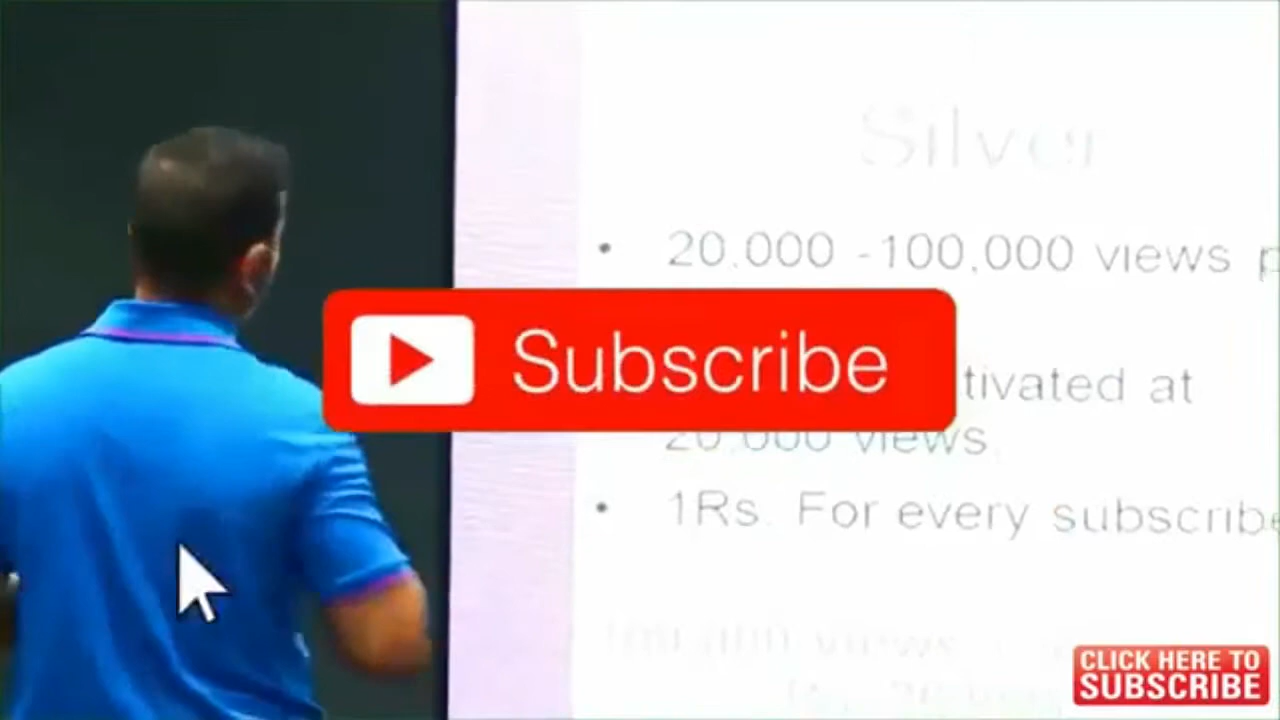 Silver
• 20,000 -100,000 views
Subscribe
tivated at
20,000 views,
• 1Rs. For every subscribe
views
CLICK HERE TO
SUBSCRIBE